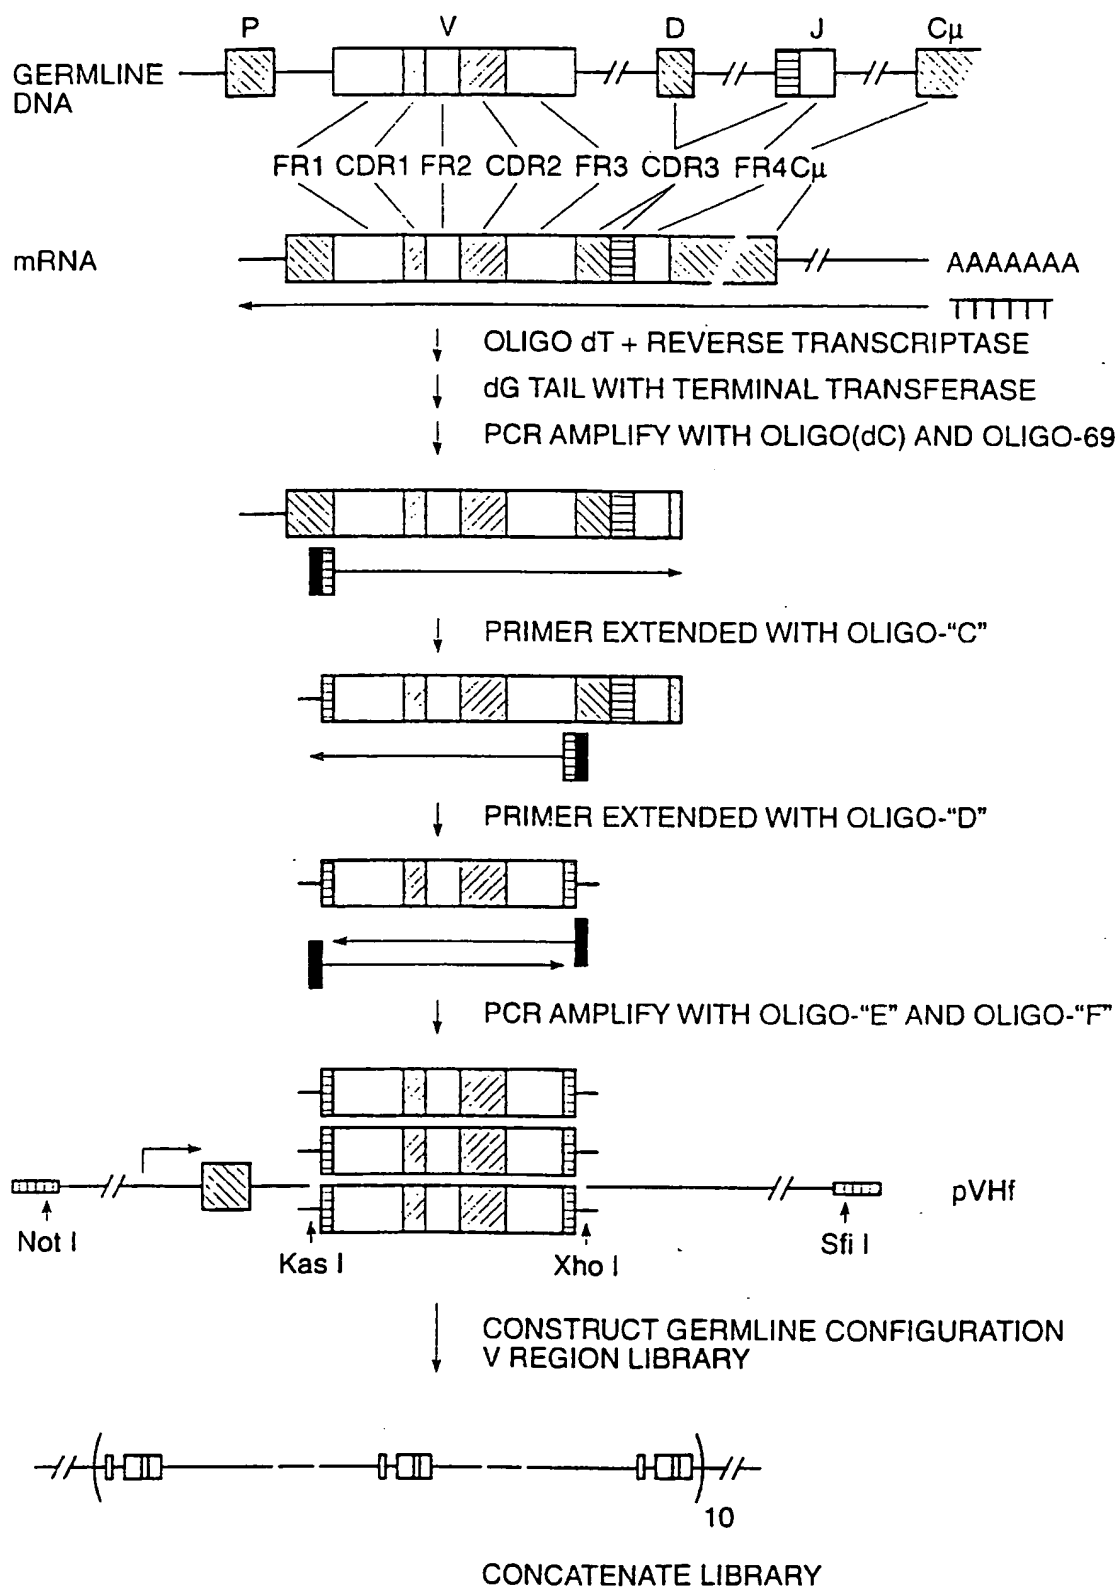 P V D J Cμ
GERMLINE
DNA
FR1 CDR1 FR2 CDR2 FR3 CDR3 FR4 Cμ
mRNA
AAAAAAA
TTTTTT
OLIGO dT + REVERSE TRANSCRIPTASE
dG TAIL WITH TERMINAL TRANSFERASE
PCR AMPLIFY WITH OLIGO(dC) AND OLIGO-69
PRIMER EXTENDED WITH OLIGO-“C”
PRIMER EXTENDED WITH OLIGO-“D”
PCR AMPLIFY WITH OLIGO-“E” AND OLIGO-“F”
pVHf
Not I
Kas I
Xho I
Sfi I
CONSTRUCT GERMLINE CONFIGURATION
V REGION LIBRARY
10
CONCATENATE LIBRARY